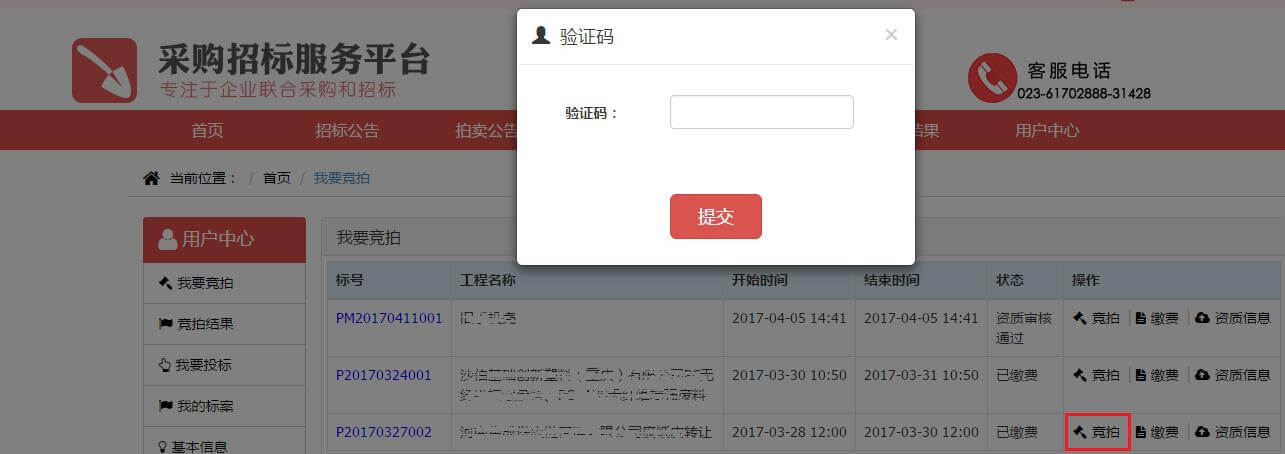 验证码 ×
验证码：
提交
采购招标服务平台
专注于企业联合采购和招标
客服电话
023-61702888-31428
首页 招标公告 拍卖公告 结果 用户中心
当前位置： / 首页 / 我要竞拍
用户中心
我要竞拍
竞拍结果
我要投标
我的标案
基本信息
我要竞拍
标号 工程名称 开始时间 结束时间 状态 操作
PM20170411001 2017-04-05 14:41 2017-04-05 14:41 资质审核 竞拍 缴费 资质信息
通过
P20170324001 2017-03-30 10:50 2017-03-31 10:50 已缴费 竞拍 缴费 资质信息
P20170327002 2017-03-28 12:00 2017-03-30 12:00 已缴费 竞拍 缴费 资质信息